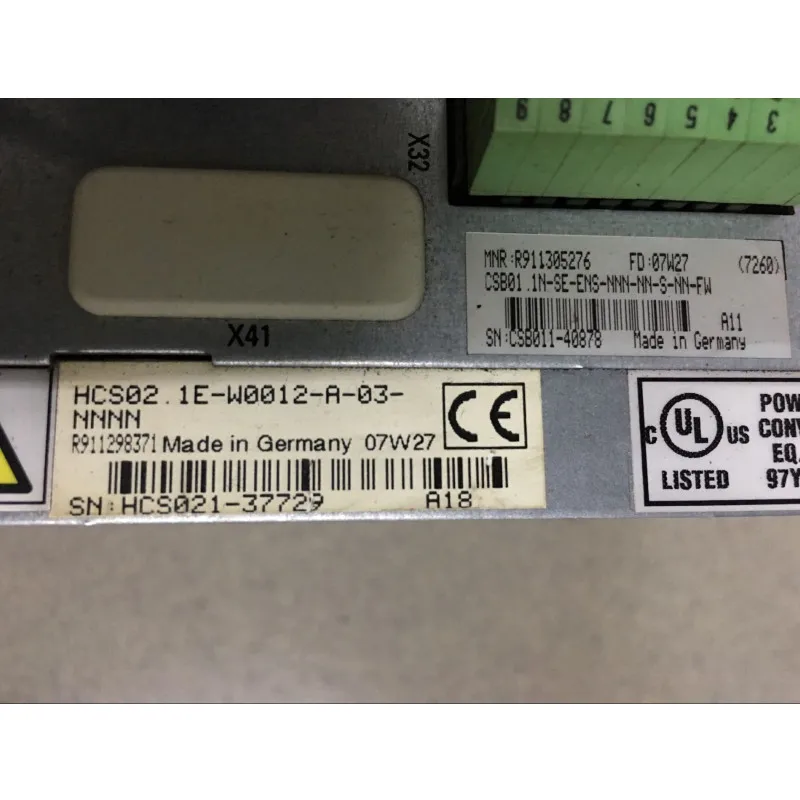 9 8 7 6 5 4 3
X32
MNR:R911305276 FD:07W27 (7260)
CSB01.1N-SE-ENS-NNN-NN-S-NN-FW
A11
SN:CSB011-40878 Made in Germany
X41
HCS02.1E-W0012-A-03-
NNNN
R911298371 Made in Germany 07W27
SN:HCS021-37729 A18
CE
C UL US
LISTED
POW
CONV
EQ.
97Y